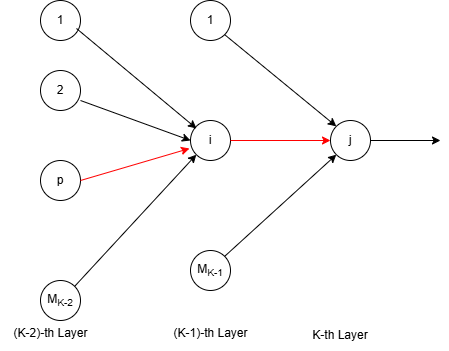 1
1
2
i
j
p
M_{K-1}
M_{K-2}
(K-2)-th Layer
(K-1)-th Layer
K-th Layer